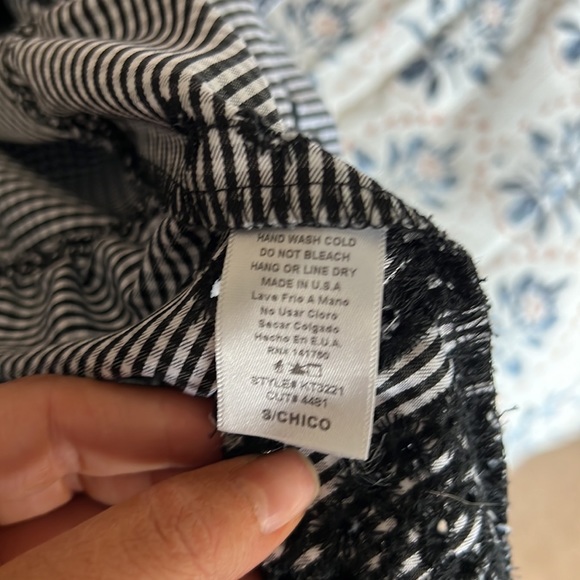 HAND WASH COLD
DO NOT BLEACH
HANG OR LINE DRY
MADE IN U.S.A
Lave Frio A Mano
No Usar Cloro
Secar Colgado
Hecho En E.U.A.
RN# 141750
STYLE# KT3221
CUT# 4481
S/CHICO